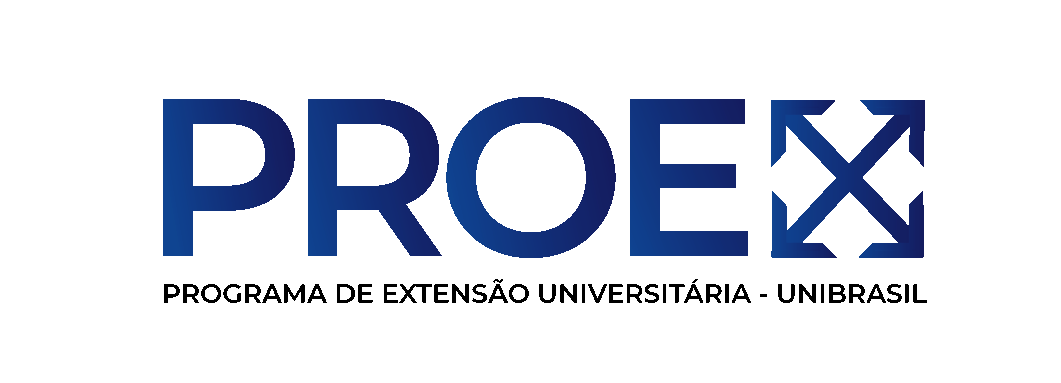 PROEX
PROGRAMA DE EXTENSÃO UNIVERSITÁRIA - UNIBRASIL